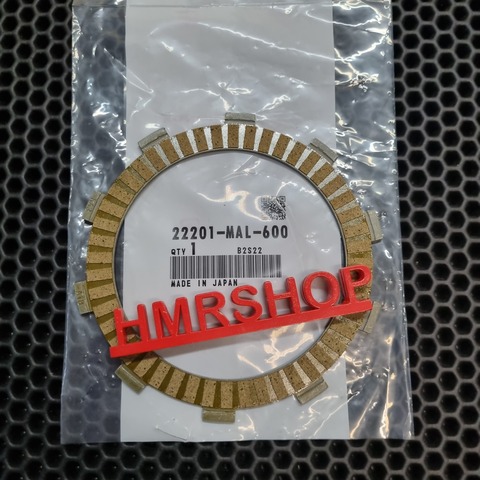 22201-MAL-600
QTY 1 B2S22
MADE IN JAPAN
HMRSHOP